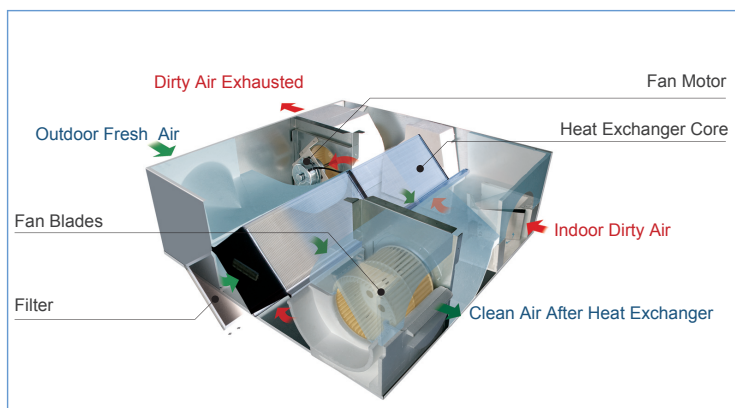 Dirty Air Exhausted
Fan Motor
Outdoor Fresh Air
Heat Exchanger Core
Fan Blades
Indoor Dirty Air
Filter
Clean Air After Heat Exchanger